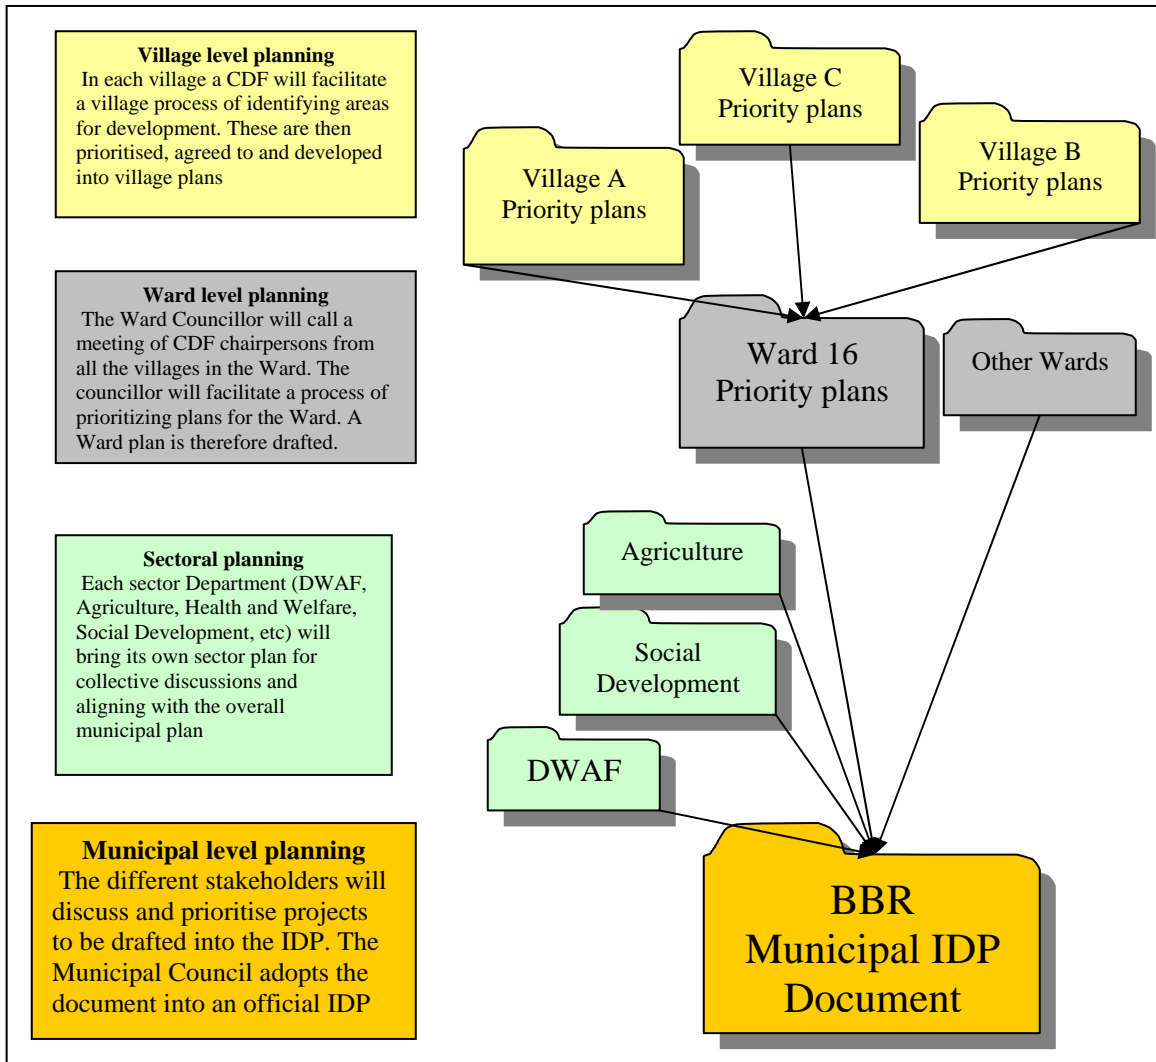 Village level planning
In each village a CDF will facilitate
a village process of identifying areas
for development. These are then
prioritised, agreed to and developed
into village plans
Village C
Priority plans
Village A
Priority plans
Village B
Priority plans
Ward level planning
The Ward Councillor will call a
meeting of CDF chairpersons from
all the villages in the Ward. The
councillor will facilitate a process of
prioritizing plans for the Ward. A
Ward plan is therefore drafted.
Ward 16
Priority plans
Other Wards
Sectoral planning
Each sector Department (DWAF,
Agriculture, Health and Welfare,
Social Development, etc) will
bring its own sector plan for
collective discussions and
aligning with the overall
municipal plan
Agriculture
Social
Development
DWAF
Municipal level planning
The different stakeholders will
discuss and prioritise projects
to be drafted into the IDP. The
Municipal Council adopts the
document into an official IDP
BBR
Municipal IDP
Document